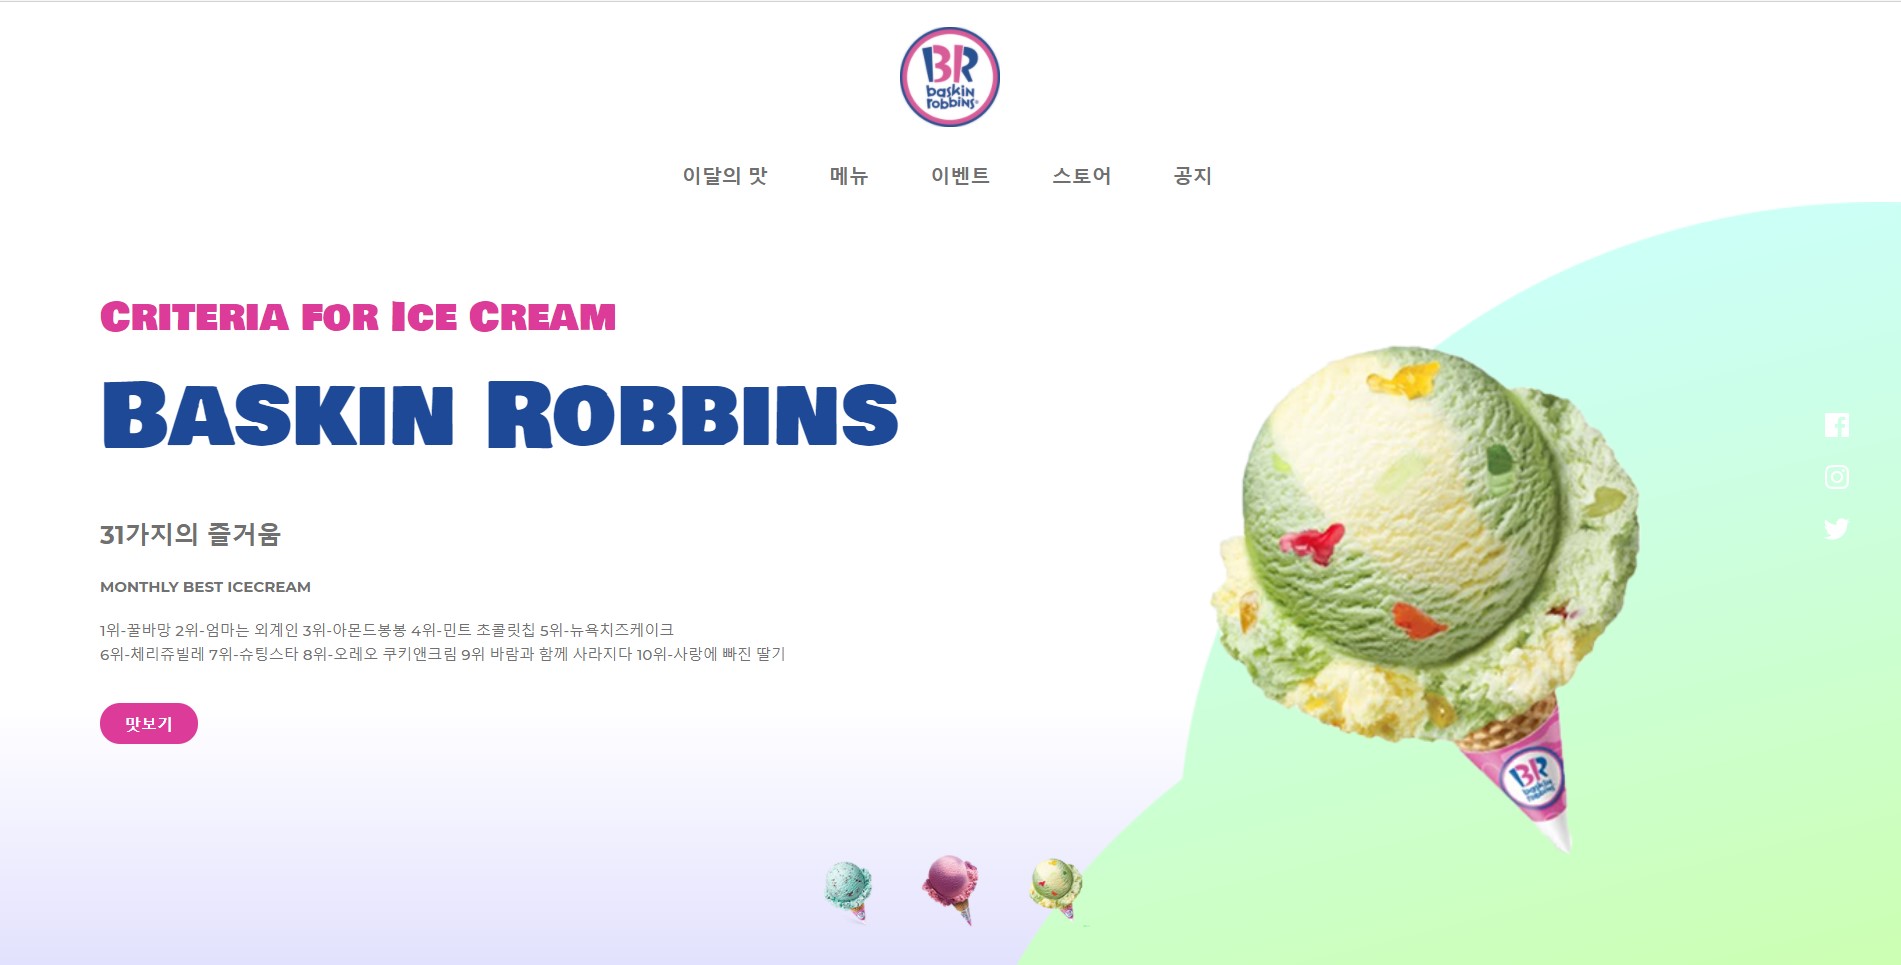 BR
baskin
robbins
이달의 맛 메뉴 이벤트 스토어 공지
Criteria for Ice Cream
Baskin Robbins
31가지의 즐거움
MONTHLY BEST ICECREAM
1위-꿀바망 2위-엄마는 외계인 3위-아몬드봉봉 4위-민트 초콜릿칩 5위-뉴욕치즈케이크
6위-체리쥬빌레 7위-슈팅스타 8위-오레오 쿠키앤크림 9위 바람과 함께 사라지다 10위-사랑에 빠진 딸기
맛보기
BR
baskin
robbins